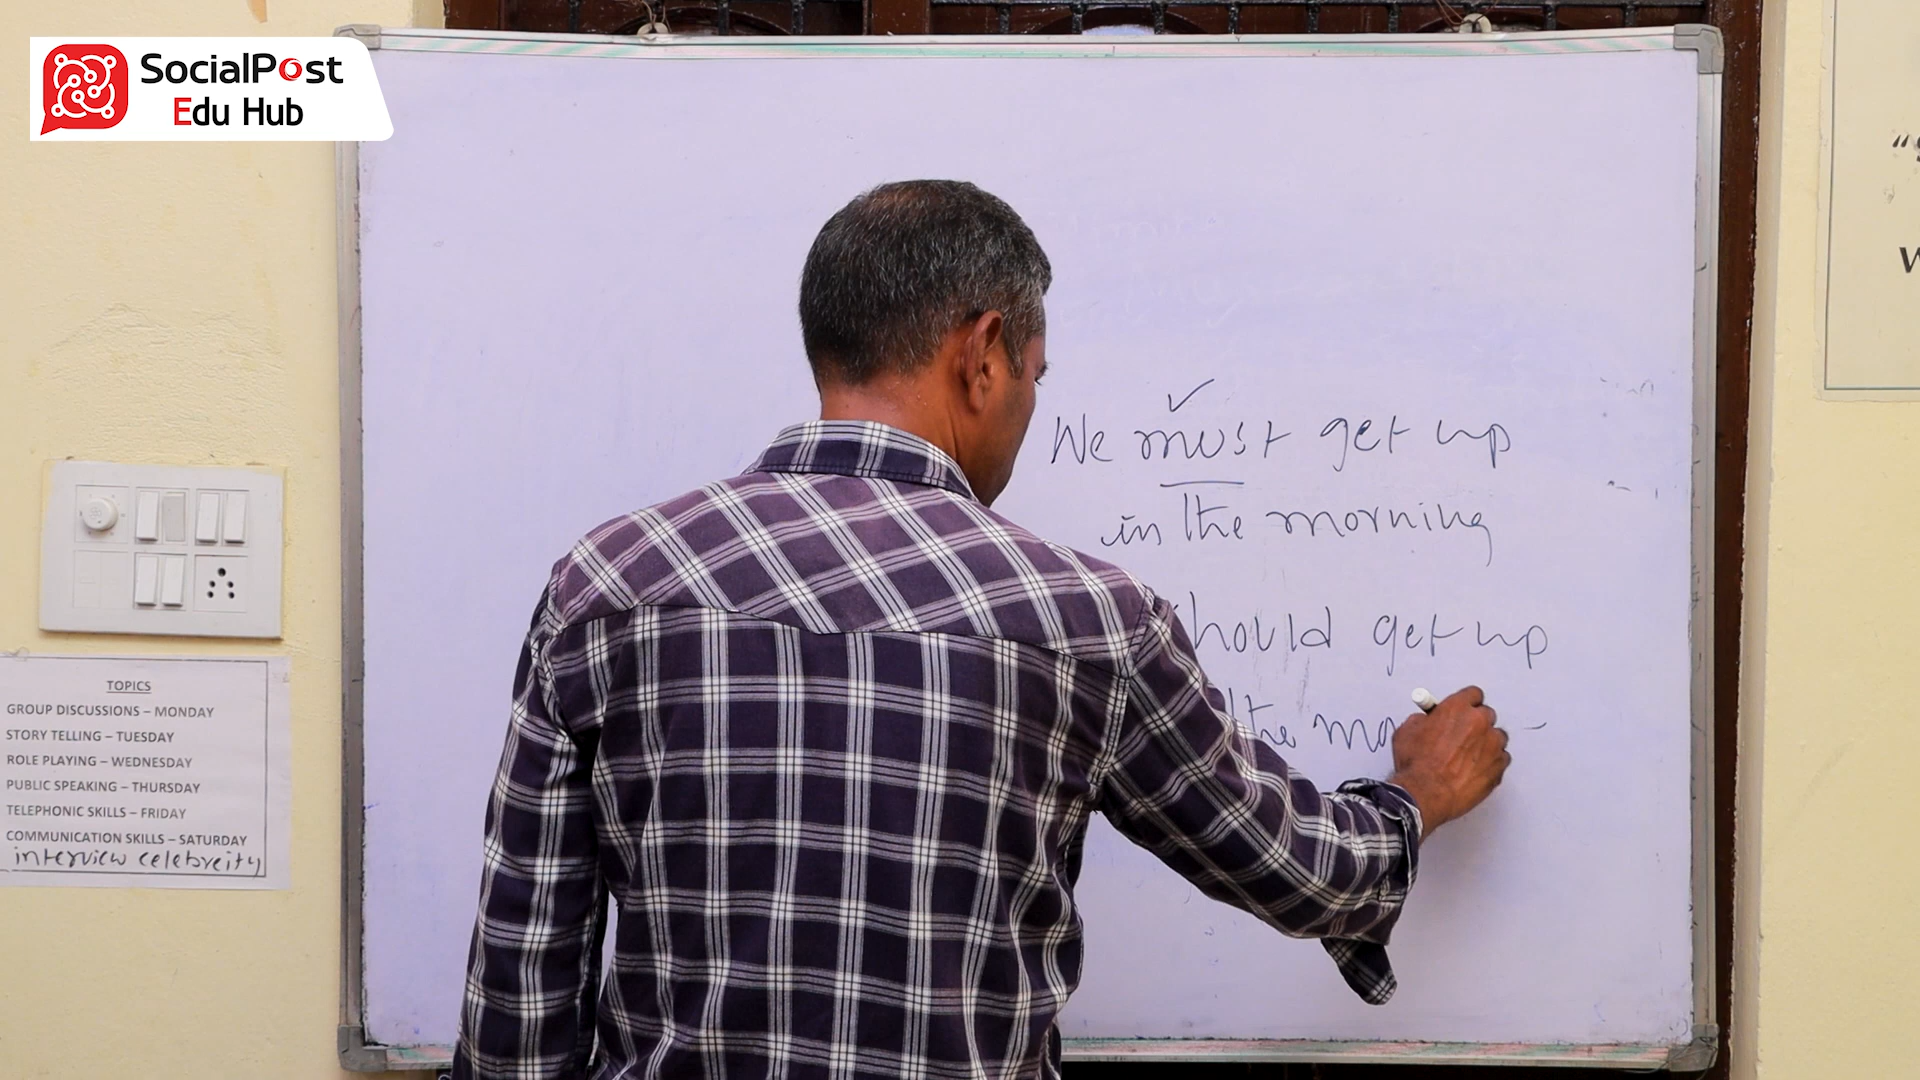 SocialPost
Edu Hub
We must get up
in the morning
hould get up
the mo
TOPICS
GROUP DISCUSSIONS – MONDAY
STORY TELLING – TUESDAY
ROLE PLAYING – WEDNESDAY
PUBLIC SPEAKING – THURSDAY
TELEPHONIC SKILLS – FRIDAY
COMMUNICATION SKILLS – SATURDAY
interview celebreity